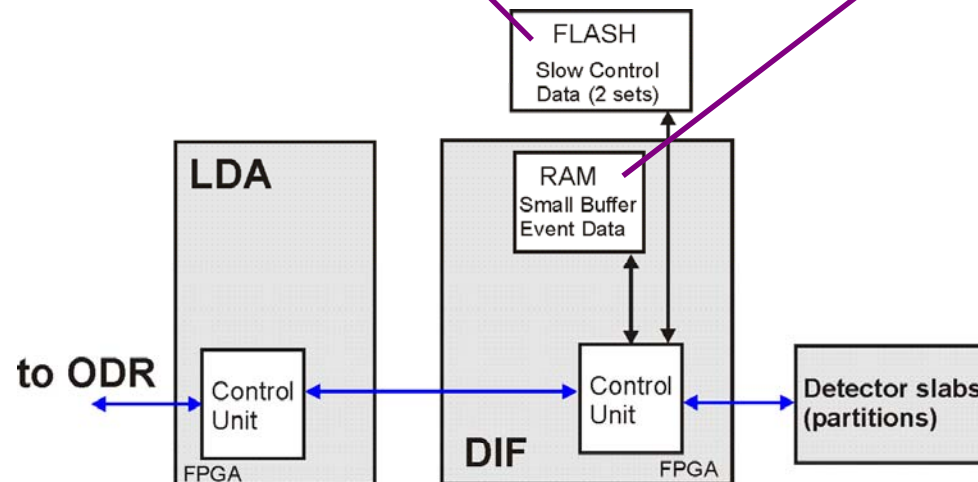 FLASH
Slow Control
Data (2 sets)
LDA
RAM
Small Buffer
Event Data
to ODR
Control
Unit
FPGA
DIF
Control
Unit
FPGA
Detector slabs
(partitions)